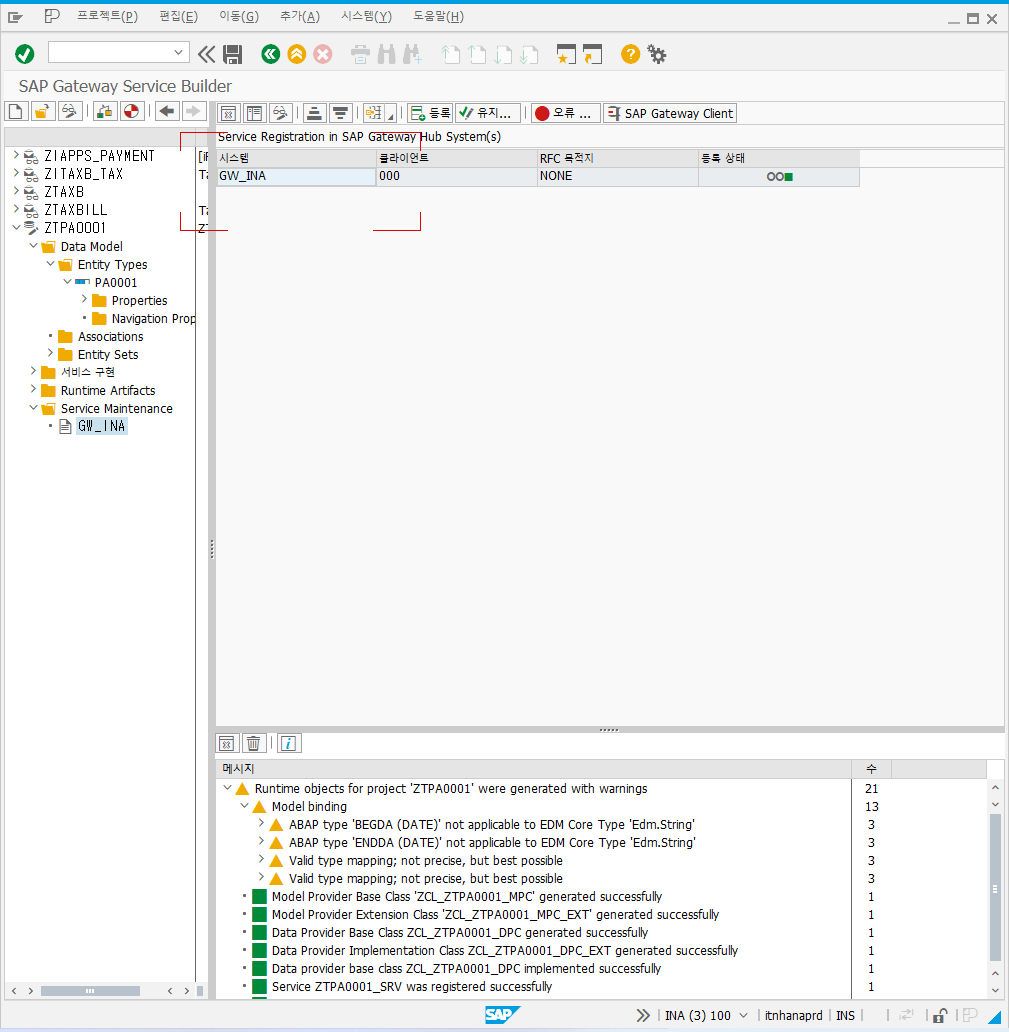 프로젝트(P) 편집(E) 이동(G) 추가(A) 시스템(Y) 도움말(H)
SAP Gateway Service Builder
등록 유지... 오류 ... SAP Gateway Client
Service Registration in SAP Gateway Hub System(s)
ZIAPPS_PAYMENT
ZITAXB_TAX
ZTAXB
ZTAXBILL
ZTPA0001
Data Model
Entity Types
PA0001
Properties
Navigation Prop
Associations
Entity Sets
서비스 구현
Runtime Artifacts
Service Maintenance
GW_INA
Ta
Ta
ZT
시스템 클라이언트 RFC 목적지 등록 상태
GW_INA 000 NONE
메시지 수
Runtime objects for project 'ZTPA0001' were generated with warnings 21
Model binding 13
ABAP type 'BEGDA (DATE)' not applicable to EDM Core Type 'Edm.String' 3
ABAP type 'ENDDA (DATE)' not applicable to EDM Core Type 'Edm.String' 3
Valid type mapping; not precise, but best possible 3
Valid type mapping; not precise, but best possible 3
Model Provider Base Class 'ZCL_ZTPA0001_MPC' generated successfully 1
Model Provider Extension Class 'ZCL_ZTPA0001_MPC_EXT' generated successfully 1
Data Provider Base Class ZCL_ZTPA0001_DPC generated successfully 1
Data Provider Implementation Class ZCL_ZTPA0001_DPC_EXT generated successfully 1
Data provider base class ZCL_ZTPA0001_DPC implemented successfully 1
Service ZTPA0001_SRV was registered successfully 1
SAP INA (3) 100 itnhanaprd INS